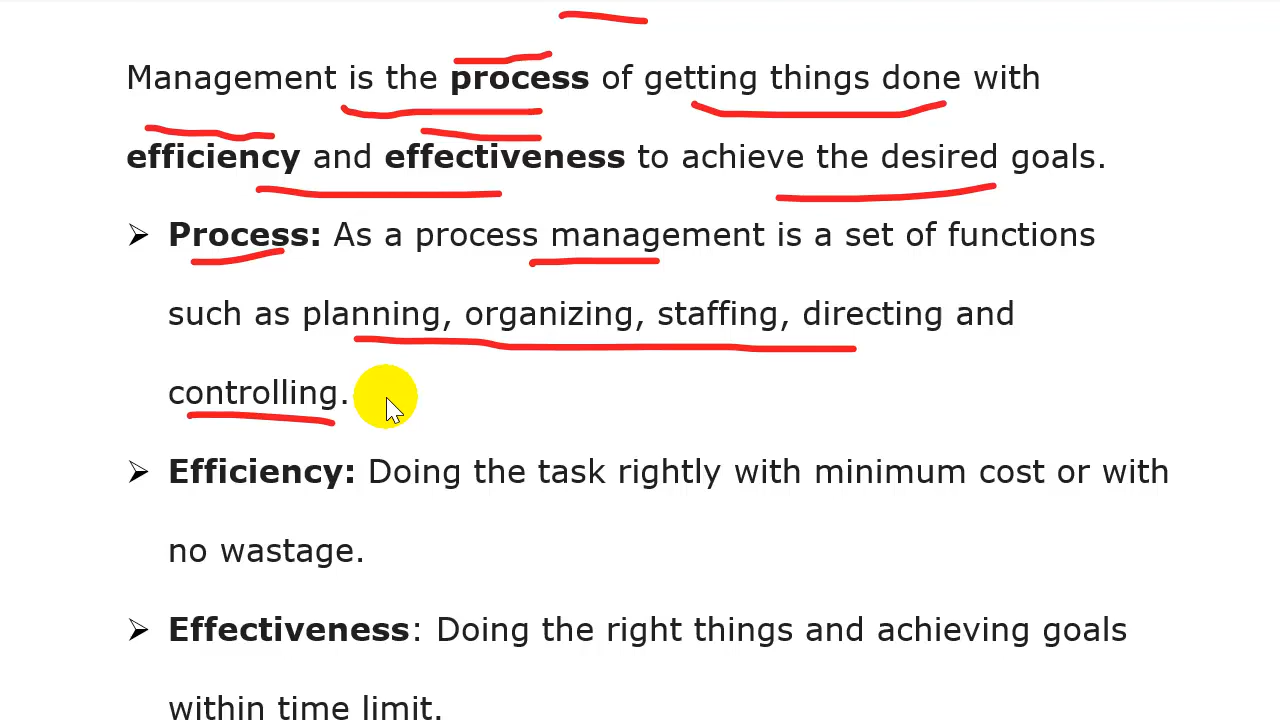 Management is the process of getting things done with
efficiency and effectiveness to achieve the desired goals.
Process: As a process management is a set of functions
such as planning, organizing, staffing, directing and
controlling.
Efficiency: Doing the task rightly with minimum cost or with
no wastage.
Effectiveness: Doing the right things and achieving goals
within time limit.